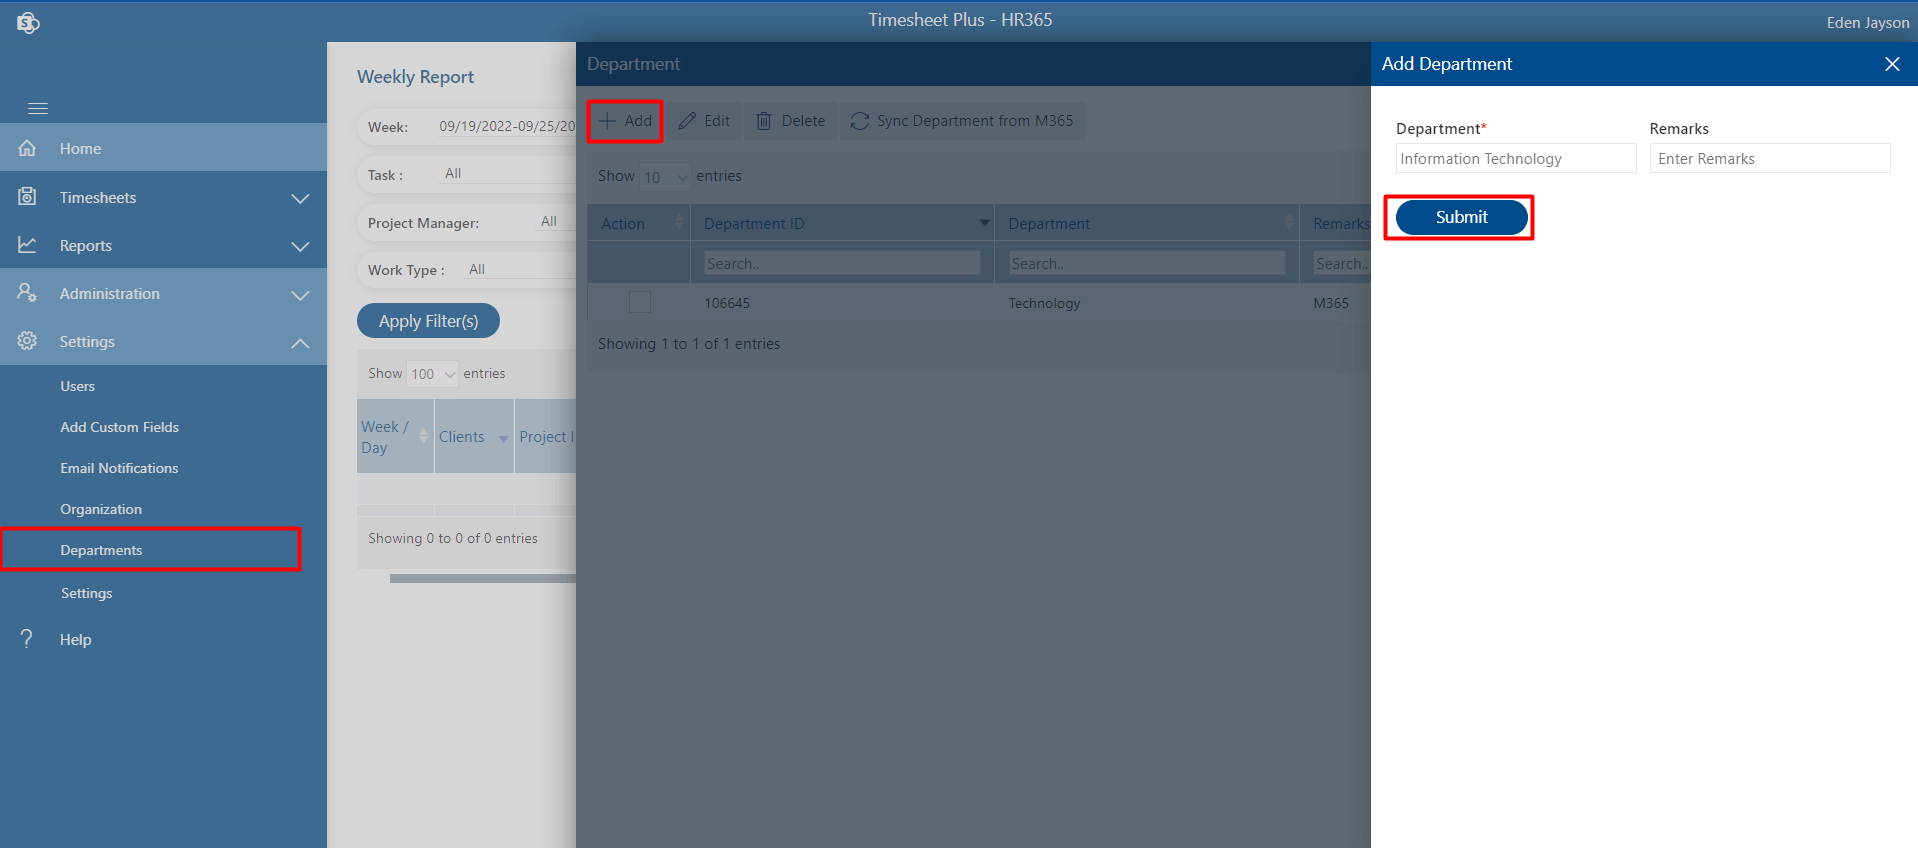 Timesheet Plus - HR365
Eden Jayson
Home
Timesheets
Reports
Administration
Settings
Users
Add Custom Fields
Email Notifications
Organization
Departments
Settings
? Help
Weekly Report
Week: 09/19/2022-09/25/20
Task : All
Project Manager: All
Work Type : All
Apply Filter(s)
Show 100 entries
Week / Day
Clients
Project I
Showing 0 to 0 of 0 entries
Department
Add Edit Delete Sync Department from M365
Show 10 entries
Action Department ID Department Remarks
Search.. Search.. Search..
106645 Technology M365
Showing 1 to 1 of 1 entries
Add Department
Department* Remarks
Information Technology Enter Remarks
Submit